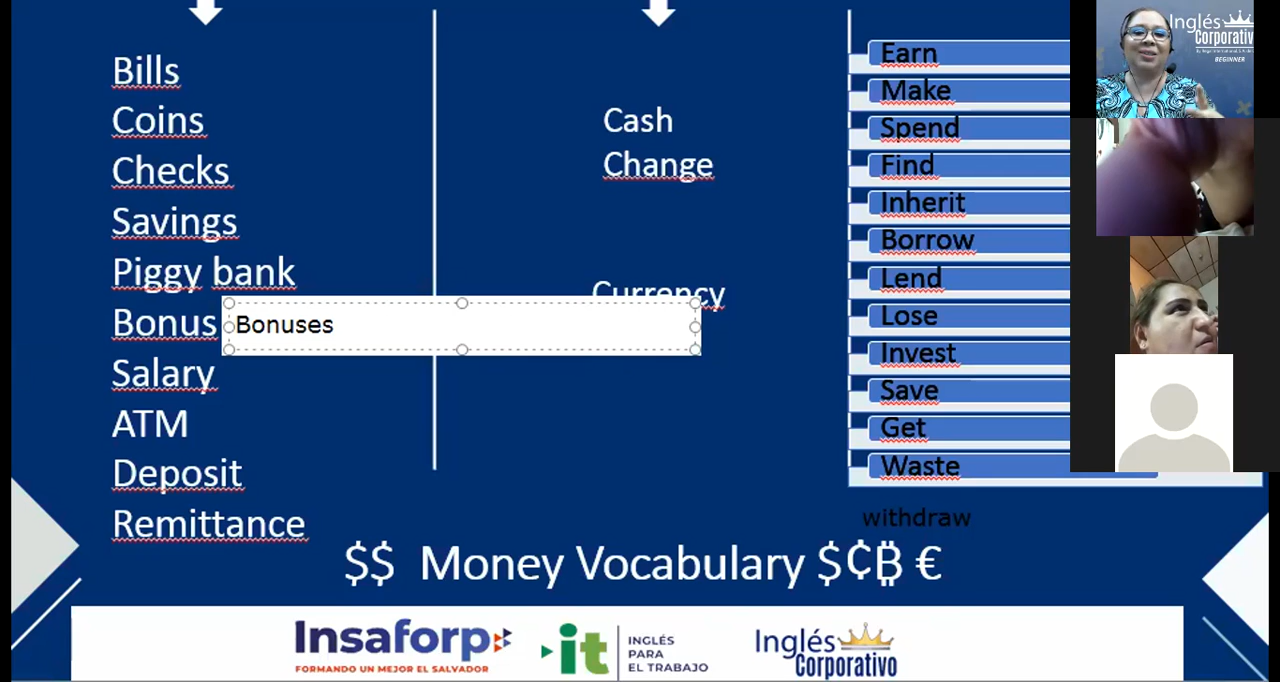 Bills
Coins
Checks
Savings
Piggy bank
Bonus
Bonuses
Salary
ATM
Deposit
Remittance
Cash
Change
Currency
Earn
Make
Spend
Find
Inherit
Borrow
Lend
Lose
Invest
Save
Get
Waste
withdraw
$$ Money Vocabulary $₵₿ €
Insaforp
FORMANDO UN MEJOR EL SALVADOR
it
INGLÉS
PARA
EL TRABAJO
Inglés
Corporativo
Inglés
Corporativo
BEGINNER